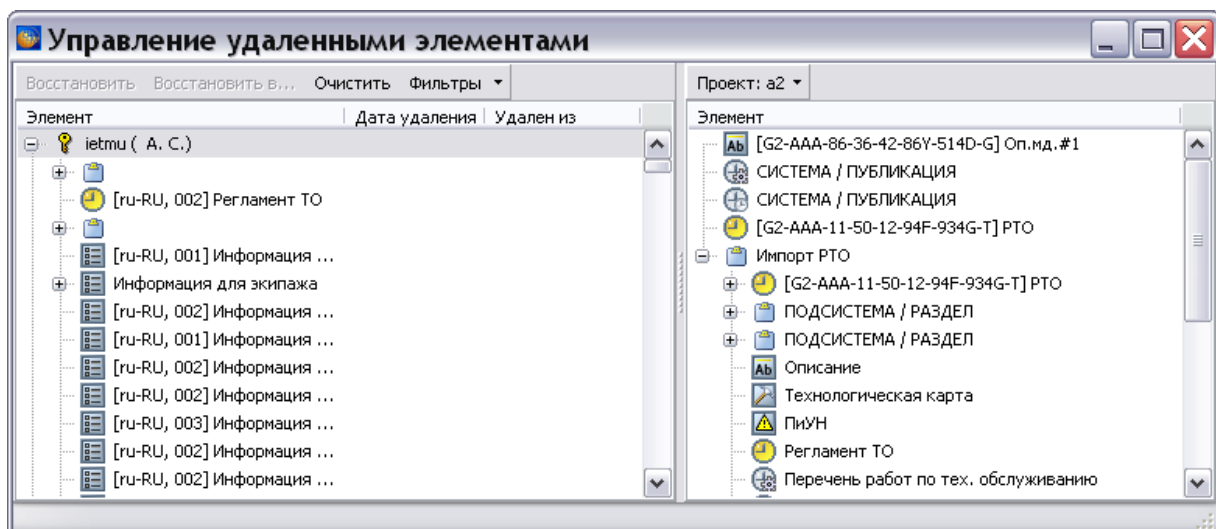 Управление удаленными элементами
Восстановить Восстановить в... Очистить Фильтры
Элемент Дата удаления Удален из
ietmu ( А. С.)
[ru-RU, 002] Регламент ТО
[ru-RU, 001] Информация ...
Информация для экипажа
[ru-RU, 002] Информация ...
[ru-RU, 001] Информация ...
[ru-RU, 002] Информация ...
[ru-RU, 002] Информация ...
[ru-RU, 003] Информация ...
[ru-RU, 002] Информация ...
[ru-RU, 002] Информация ...
Проект: a2
Элемент
[G2-AAA-86-36-42-86Y-514D-G] Оп.мд.#1
СИСТЕМА / ПУБЛИКАЦИЯ
СИСТЕМА / ПУБЛИКАЦИЯ
[G2-AAA-11-50-12-94F-934G-T] РТО
Импорт РТО
[G2-AAA-11-50-12-94F-934G-T] РТО
ПОДСИСТЕМА / РАЗДЕЛ
ПОДСИСТЕМА / РАЗДЕЛ
Ab Описание
Технологическая карта
ПиУН
Регламент ТО
Перечень работ по тех. обслуживанию